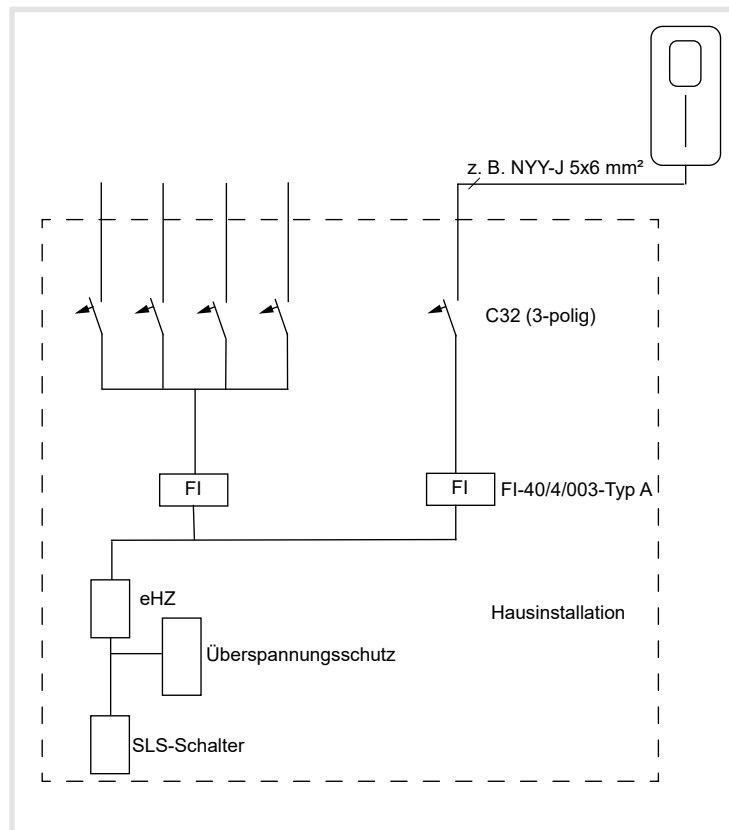 z. B. NYY-J 5x6 mm²
C32 (3-polig)
FI
FI
FI-40/4/003-Typ A
eHZ
Hausinstallation
Überspannungsschutz
SLS-Schalter